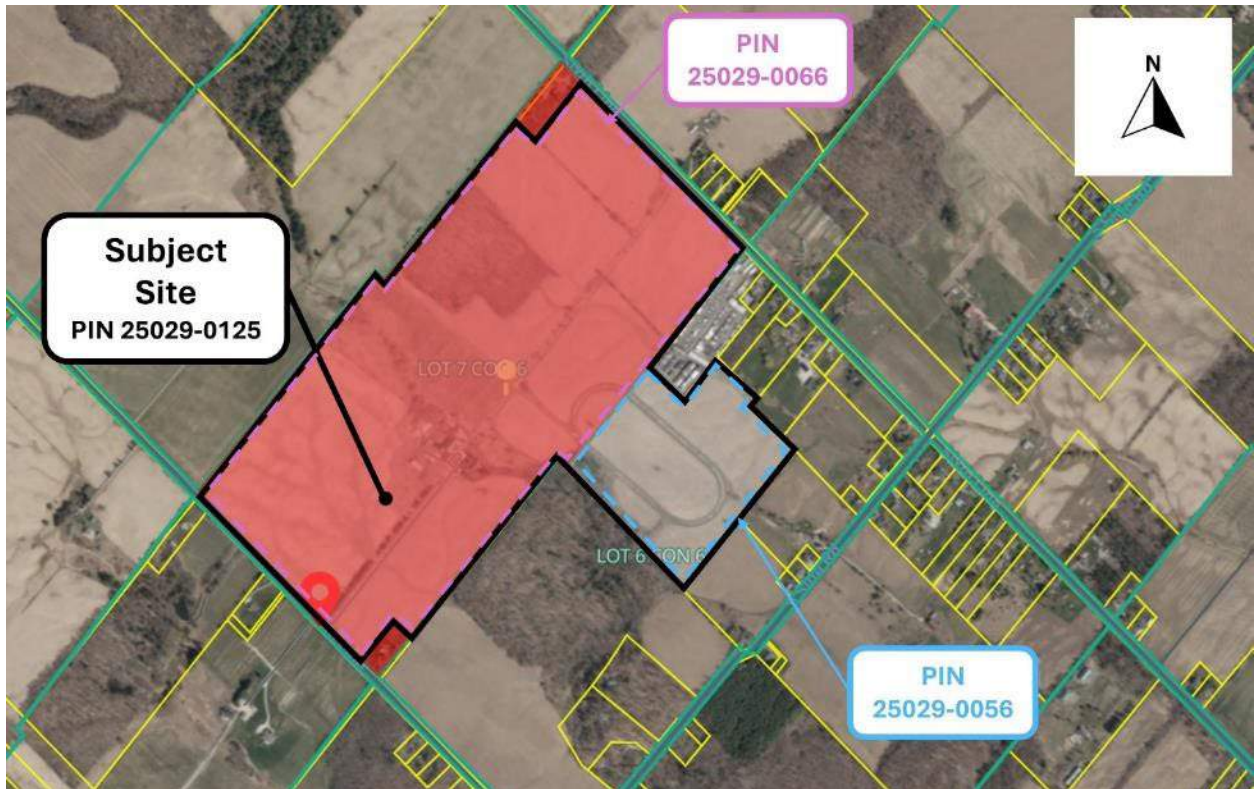 PIN
25029-0066
N
Subject
Site
PIN 25029-0125
LOT 7 CON 6
LOT 6 CON 6
PIN
25029-0056